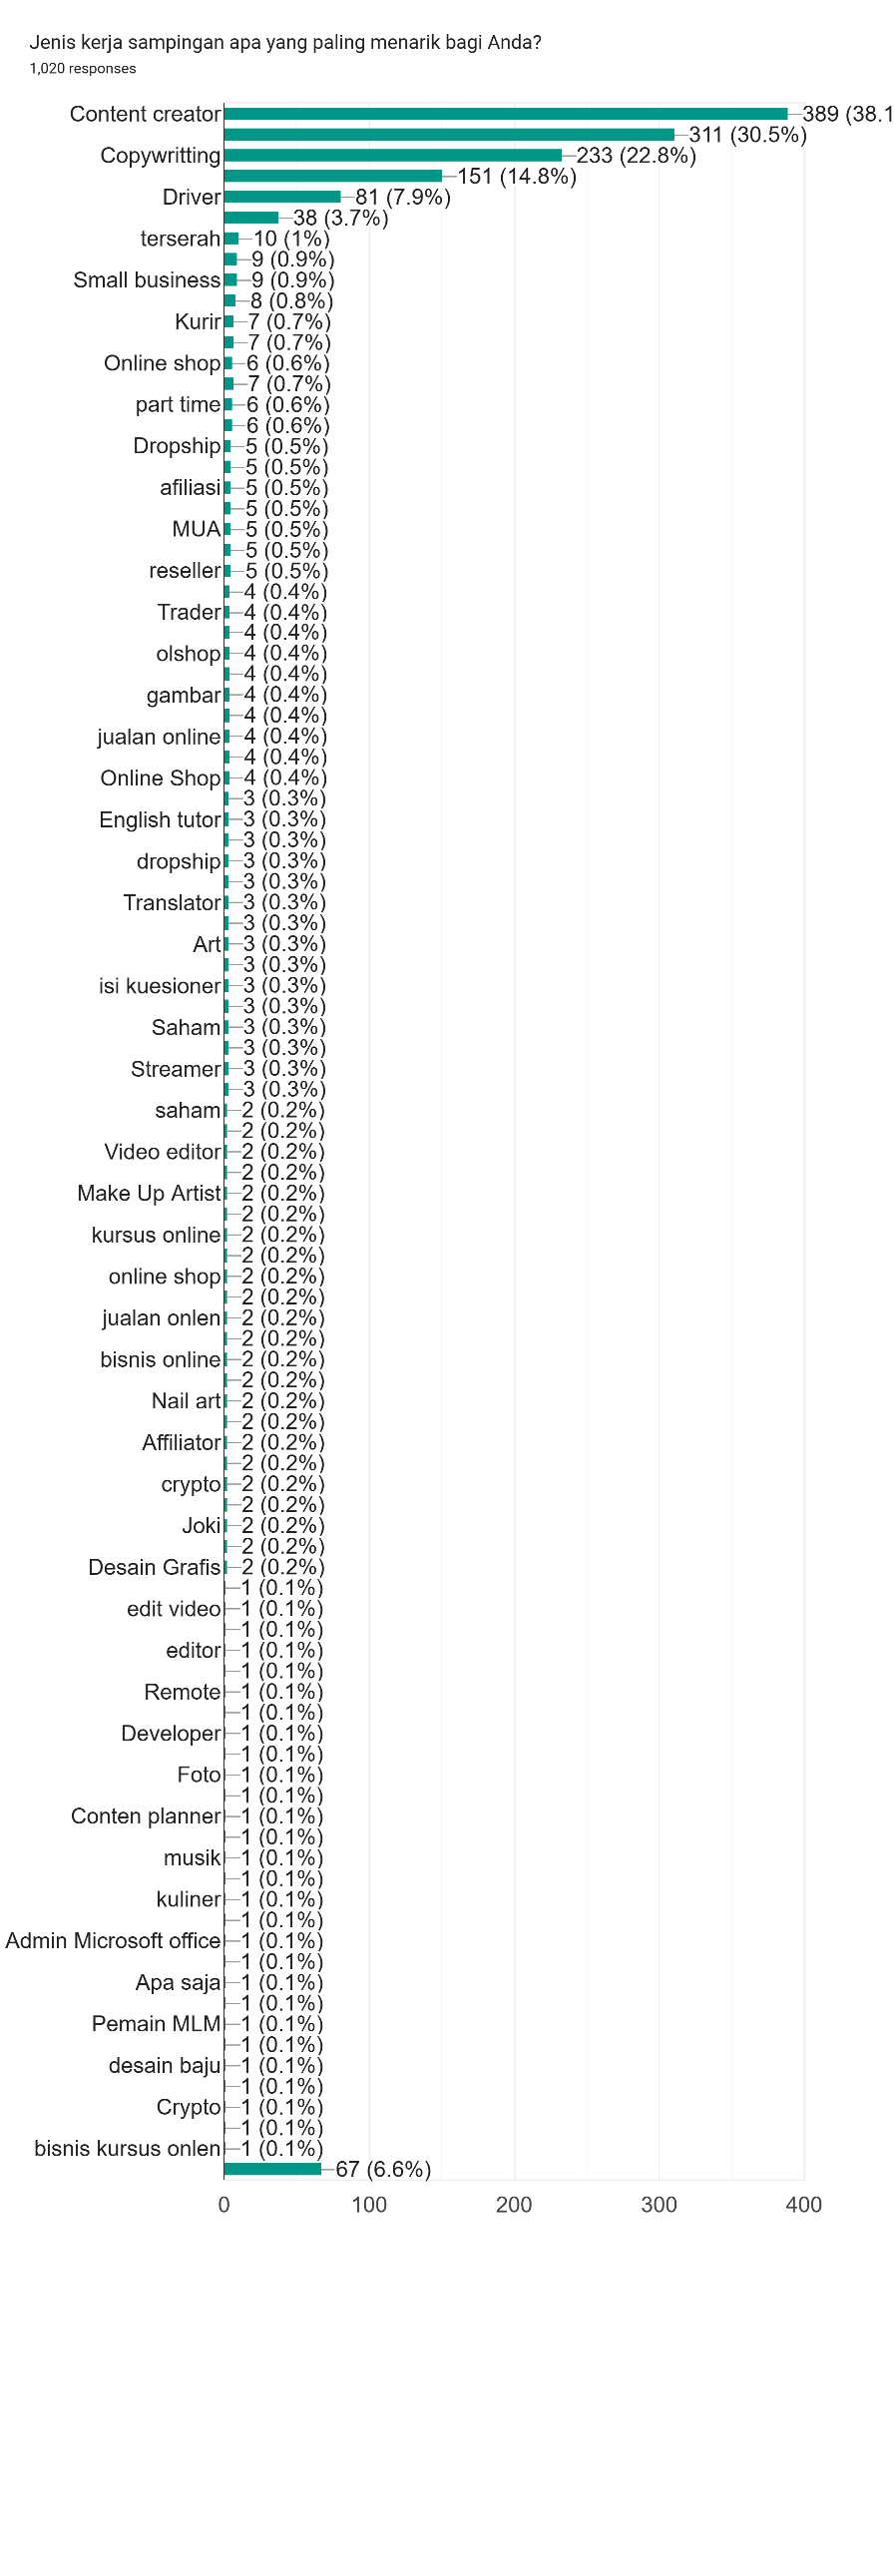 Jenis kerja sampingan apa yang paling menarik bagi Anda?
1,020 responses
Content creator 389 (38.1
311 (30.5%)
Copywritting 233 (22.8%)
151 (14.8%)
Driver 81 (7.9%)
38 (3.7%)
terserah 10 (1%)
9 (0.9%)
Small business 9 (0.9%)
8 (0.8%)
Kurir 7 (0.7%)
7 (0.7%)
Online shop 6 (0.6%)
7 (0.7%)
part time 6 (0.6%)
6 (0.6%)
Dropship 5 (0.5%)
5 (0.5%)
afiliasi 5 (0.5%)
5 (0.5%)
MUA 5 (0.5%)
5 (0.5%)
reseller 5 (0.5%)
4 (0.4%)
Trader 4 (0.4%)
4 (0.4%)
olshop 4 (0.4%)
4 (0.4%)
gambar 4 (0.4%)
4 (0.4%)
jualan online 4 (0.4%)
4 (0.4%)
Online Shop 4 (0.4%)
3 (0.3%)
English tutor 3 (0.3%)
3 (0.3%)
dropship 3 (0.3%)
3 (0.3%)
Translator 3 (0.3%)
3 (0.3%)
Art 3 (0.3%)
3 (0.3%)
isi kuesioner 3 (0.3%)
3 (0.3%)
Saham 3 (0.3%)
3 (0.3%)
Streamer 3 (0.3%)
3 (0.3%)
saham 2 (0.2%)
2 (0.2%)
Video editor 2 (0.2%)
2 (0.2%)
Make Up Artist 2 (0.2%)
2 (0.2%)
kursus online 2 (0.2%)
2 (0.2%)
online shop 2 (0.2%)
2 (0.2%)
jualan onlen 2 (0.2%)
2 (0.2%)
bisnis online 2 (0.2%)
2 (0.2%)
Nail art 2 (0.2%)
2 (0.2%)
Affiliator 2 (0.2%)
2 (0.2%)
crypto 2 (0.2%)
2 (0.2%)
Joki 2 (0.2%)
2 (0.2%)
Desain Grafis 2 (0.2%)
1 (0.1%)
edit video 1 (0.1%)
1 (0.1%)
editor 1 (0.1%)
1 (0.1%)
Remote 1 (0.1%)
1 (0.1%)
Developer 1 (0.1%)
1 (0.1%)
Foto 1 (0.1%)
1 (0.1%)
Conten planner 1 (0.1%)
1 (0.1%)
musik 1 (0.1%)
1 (0.1%)
kuliner 1 (0.1%)
1 (0.1%)
Admin Microsoft office 1 (0.1%)
1 (0.1%)
Apa saja 1 (0.1%)
1 (0.1%)
Pemain MLM 1 (0.1%)
1 (0.1%)
desain baju 1 (0.1%)
1 (0.1%)
Crypto 1 (0.1%)
1 (0.1%)
bisnis kursus onlen 1 (0.1%)
67 (6.6%)
0 100 200 300 400